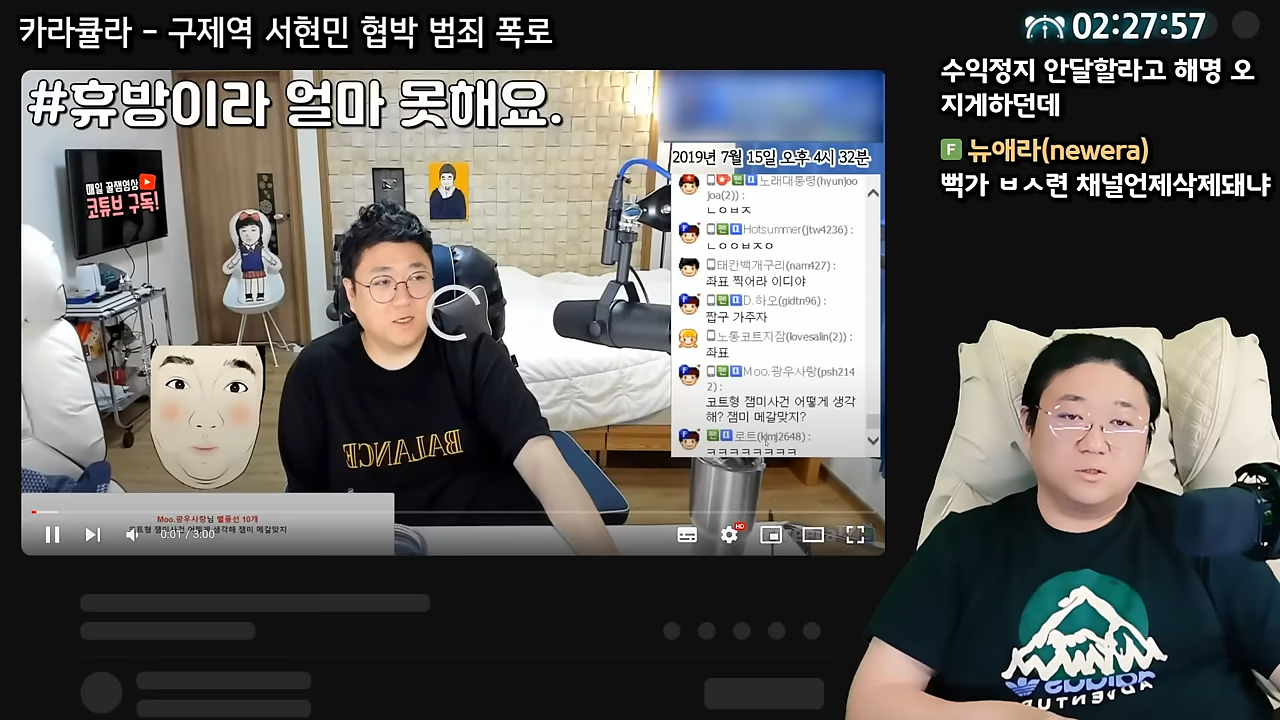 카라큘라 - 구제역 서현민 협박 범죄 폭로
02:27:57
수익정지 안달할라고 해명 오
지게하던데
F 뉴애라(newera)
뻑가 ㅂㅅ련 채널언제삭제돼냐
#휴방이라 얼마 못해요.
매일 꿀잼영상
코튜브 구독!
2019년 7월 15일 오후 4시 32분
노래대통령(hyunjoo
joa(2)) :
ㄴㅇㅂㅈ
Hotsummer(jtw4236) :
ㄴㅇㅇㅂㅈㅇ
태칸백개구리(nam427) :
좌표 찍어라 이디야
D.하오(gidtn96) :
짭구 가주자
노통코트지잠(lovesalin(2)) :
좌표
Moo.광우사랑(psh214
2) :
코트형 잼미사건 어떻게 생각
해? 잼미 메갈맞지?
로트(kimj2648) :
ㅋㅋㅋㅋㅋㅋㅋㅋ
BALANCE
Moo.광우사랑님 별풍선 10개
코트형 잼미사건 어떻게 생각해 잼미 메갈맞지
0:01 / 3:00
HD
adidas
ADVENTURE